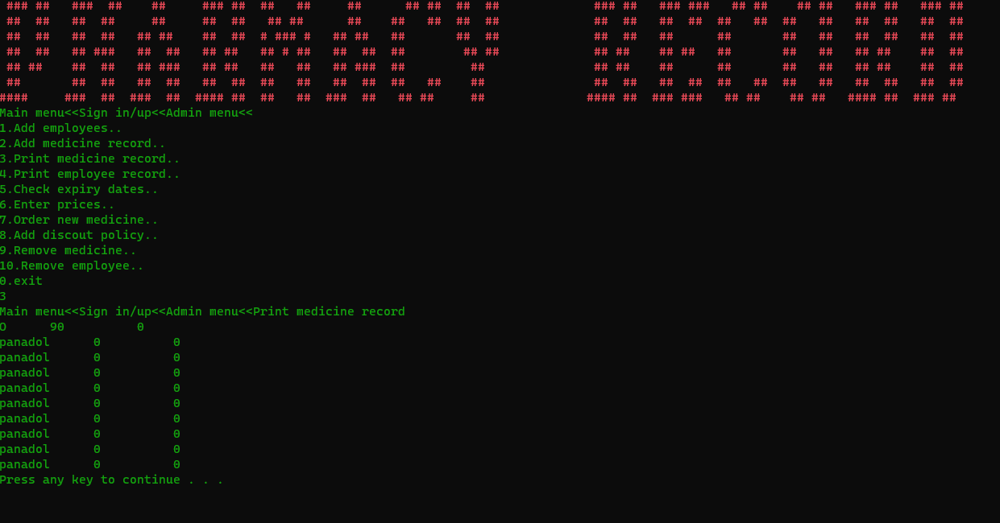 PHARMACY RECORD
Main menu<<Sign in/up<<Admin menu<<
1.Add employees..
2.Add medicine record..
3.Print medicine record..
4.Print employee record..
5.Check expiry dates..
6.Enter prices..
7.Order new medicine..
8.Add discout policy..
9.Remove medicine..
10.Remove employee..
0.exit
3
Main menu<<Sign in/up<<Admin menu<<Print medicine record
O      90          0
panadol      0          0
panadol      0          0
panadol      0          0
panadol      0          0
panadol      0          0
panadol      0          0
panadol      0          0
panadol      0          0
panadol      0          0
Press any key to continue . . .